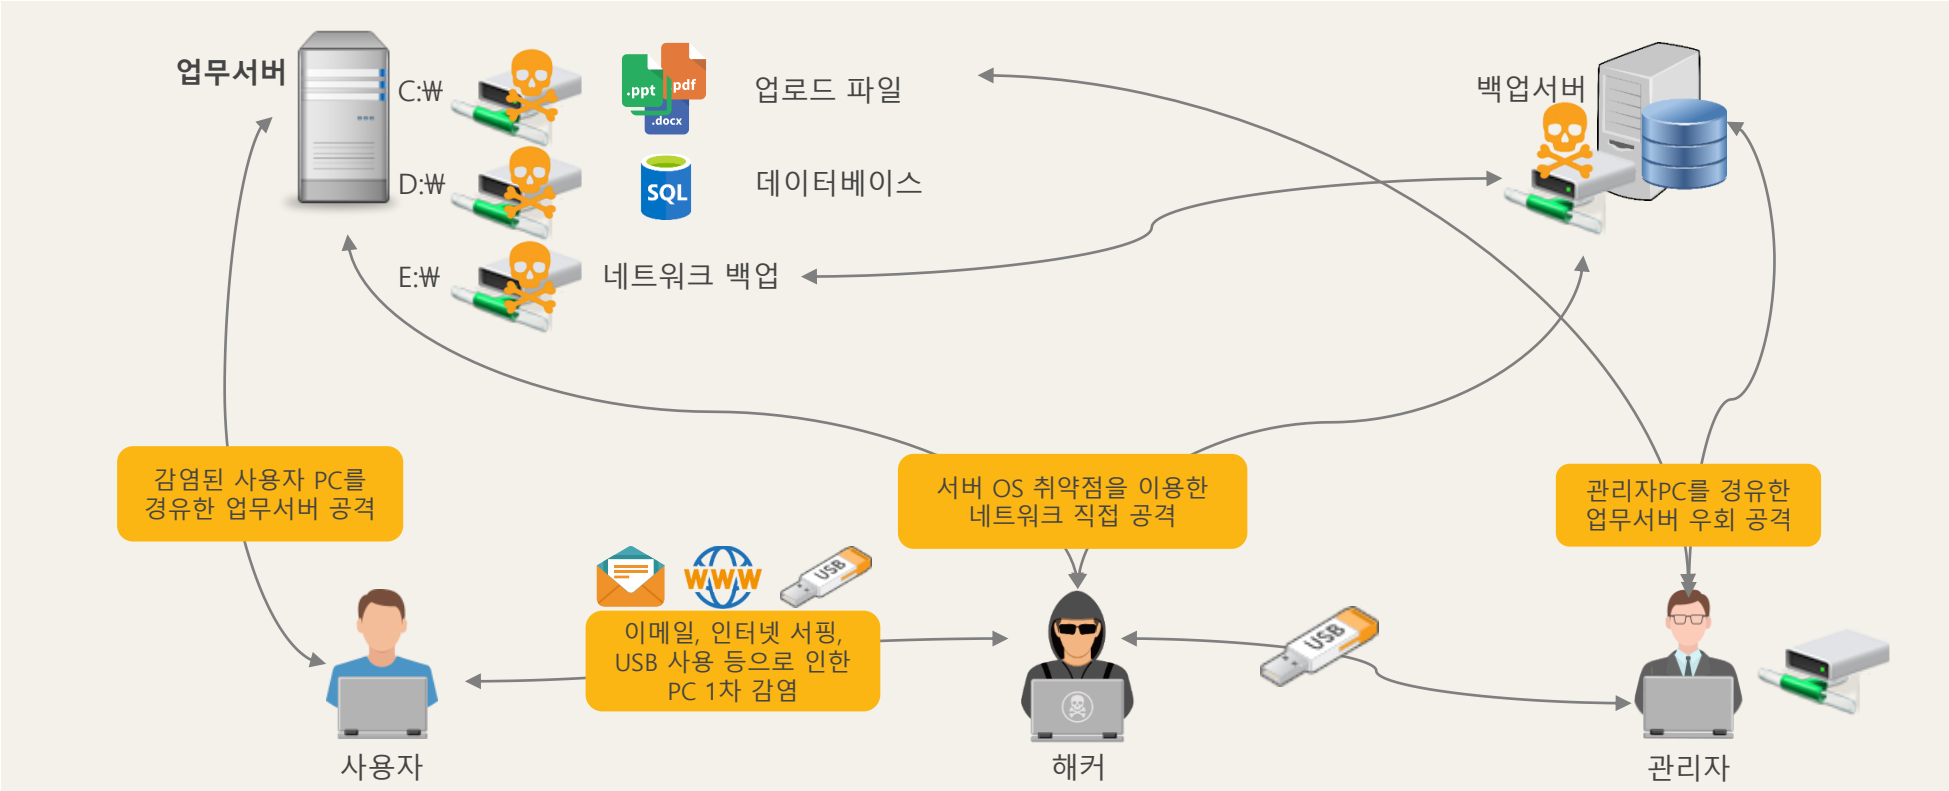 업무서버
C:₩
.ppt
pdf
.docx
업로드 파일
D:₩
SQL
데이터베이스
E:₩
네트워크 백업
백업서버
감염된 사용자 PC를
경유한 업무서버 공격
서버 OS 취약점을 이용한
네트워크 직접 공격
관리자PC를 경유한
업무서버 우회 공격
WWW
USB
이메일, 인터넷 서핑,
USB 사용 등으로 인한
PC 1차 감염
USB
사용자
해커
관리자